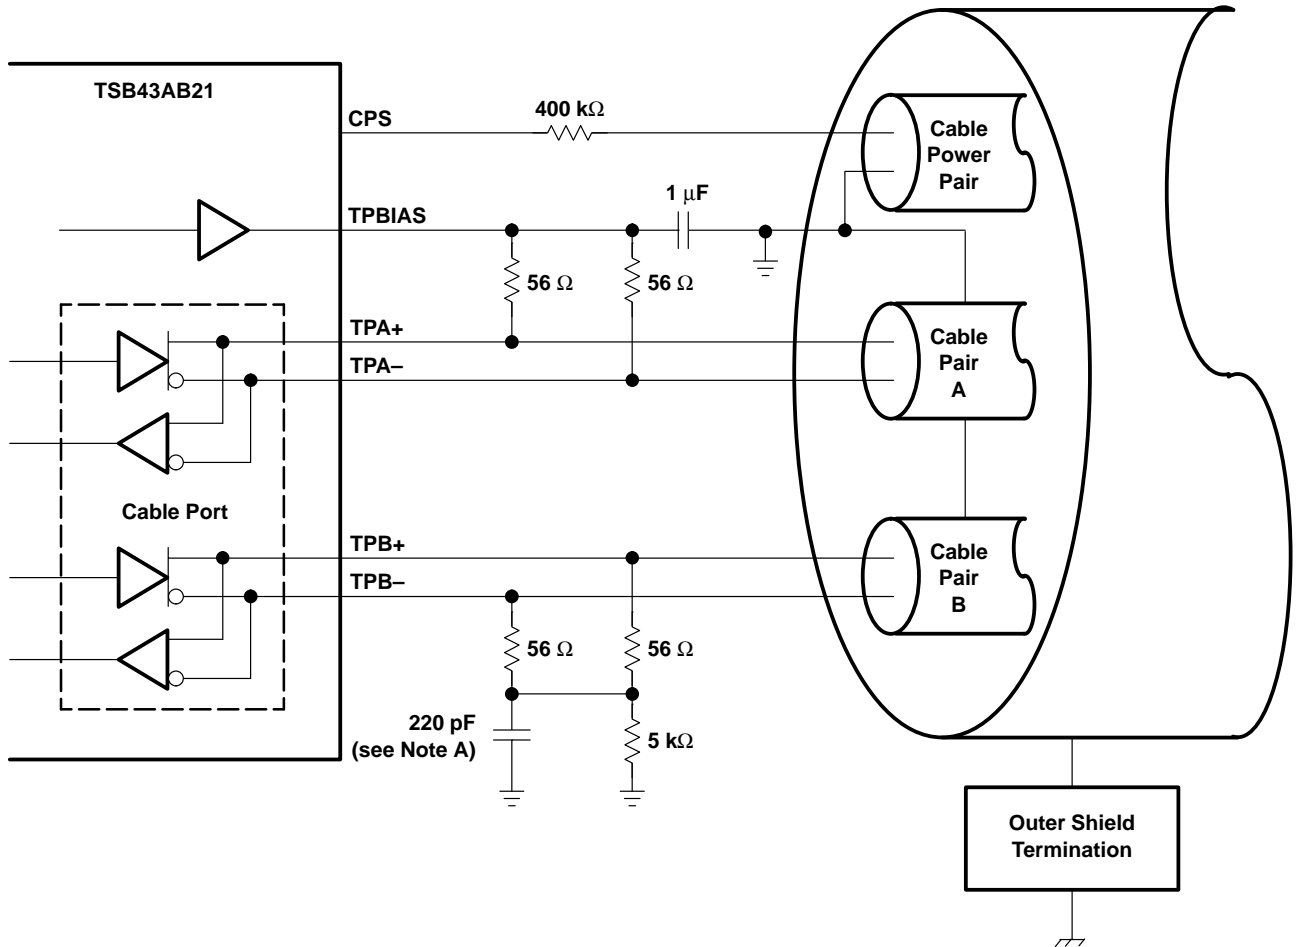 TSB43AB21
CPS
400 kΩ
Cable
Power
Pair
1 μF
TPBIAS
56 Ω
56 Ω
TPA+
TPA–
Cable
Pair
A
Cable Port
TPB+
TPB–
Cable
Pair
B
56 Ω
56 Ω
220 pF
(see Note A)
5 kΩ
Outer Shield
Termination